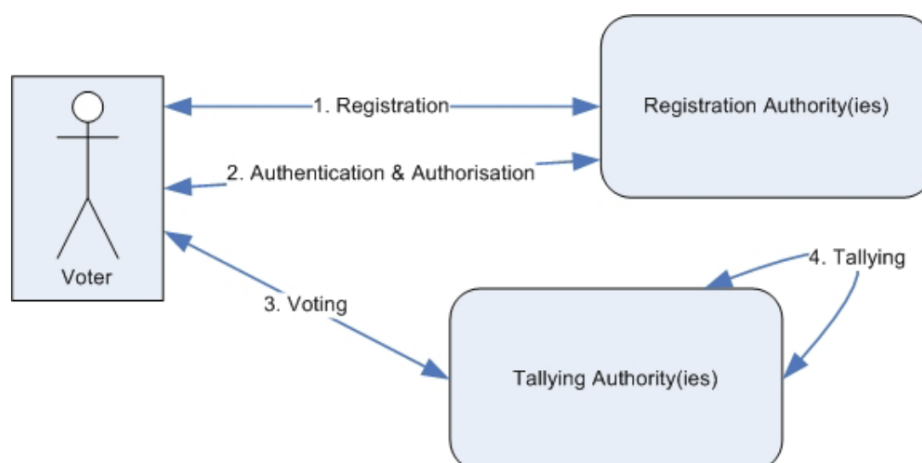 1. Registration
Registration Authority(ies)
2. Authentication & Authorisation
Voter
3. Voting
4. Tallying
Tallying Authority(ies)